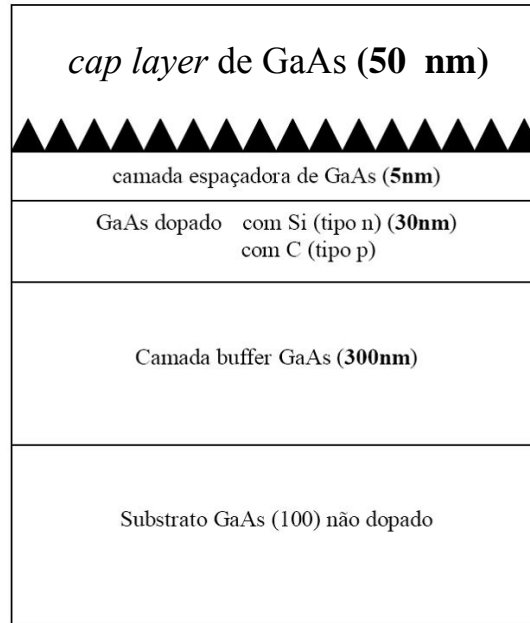 cap layer de GaAs (50 nm)
camada espaçadora de GaAs (5nm)
GaAs dopado com Si (tipo n) (30nm)
com C (tipo p)
Camada buffer GaAs (300nm)
Substrato GaAs (100) não dopado